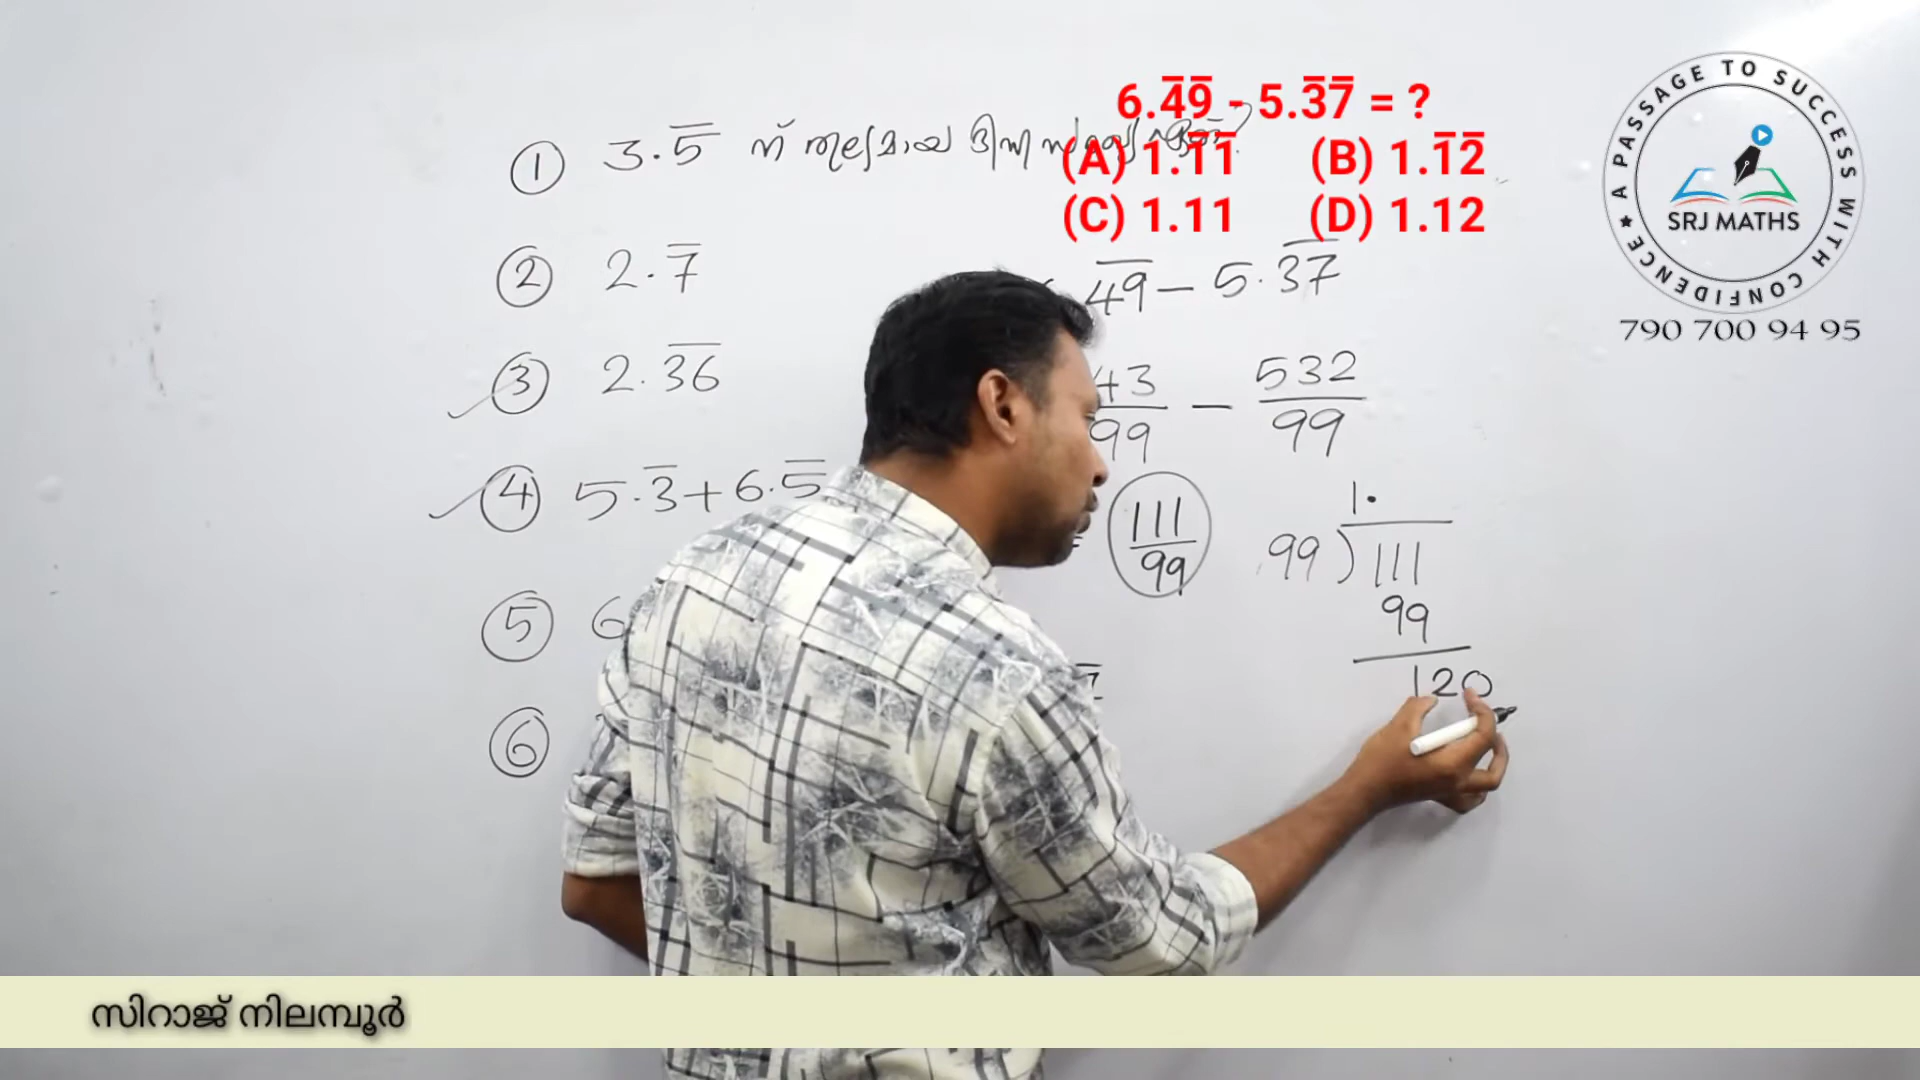 6.4̅9̅ - 5.3̅7̅ = ?
(A) 1.1̅1̅ (B) 1.1̅2̅
(C) 1.11 (D) 1.12
A PASSAGE TO SUCCESS WITH CONFIDENCE
SRJ MATHS
790 700 94 95
① 3.5̅ ന് തുല്യമായ
② 2.7̅
③ 2.3̅6̅
④ 5.3̅ + 6.5̅
⑤ 6
⑥
4̅9̅ - 5.3̅7̅
43/99 - 532/99
111/99
1.
99 ) 111
99
120
സിറാജ് നിലമ്പൂർ